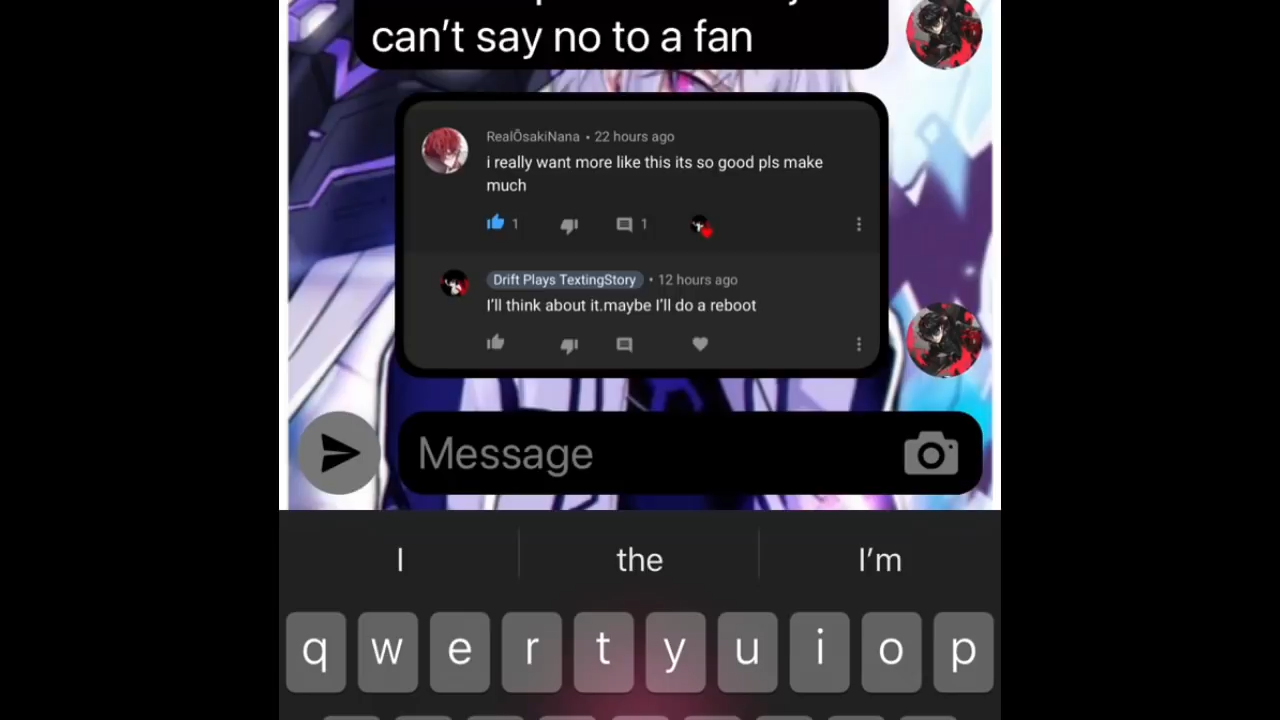 can't say no to a fan
RealŌsakiNana • 22 hours ago
i really want more like this its so good pls make
much
1
1
Drift Plays TextingStory • 12 hours ago
I'll think about it.maybe I'll do a reboot
Message
I the I'm
q w e r t y u i o p